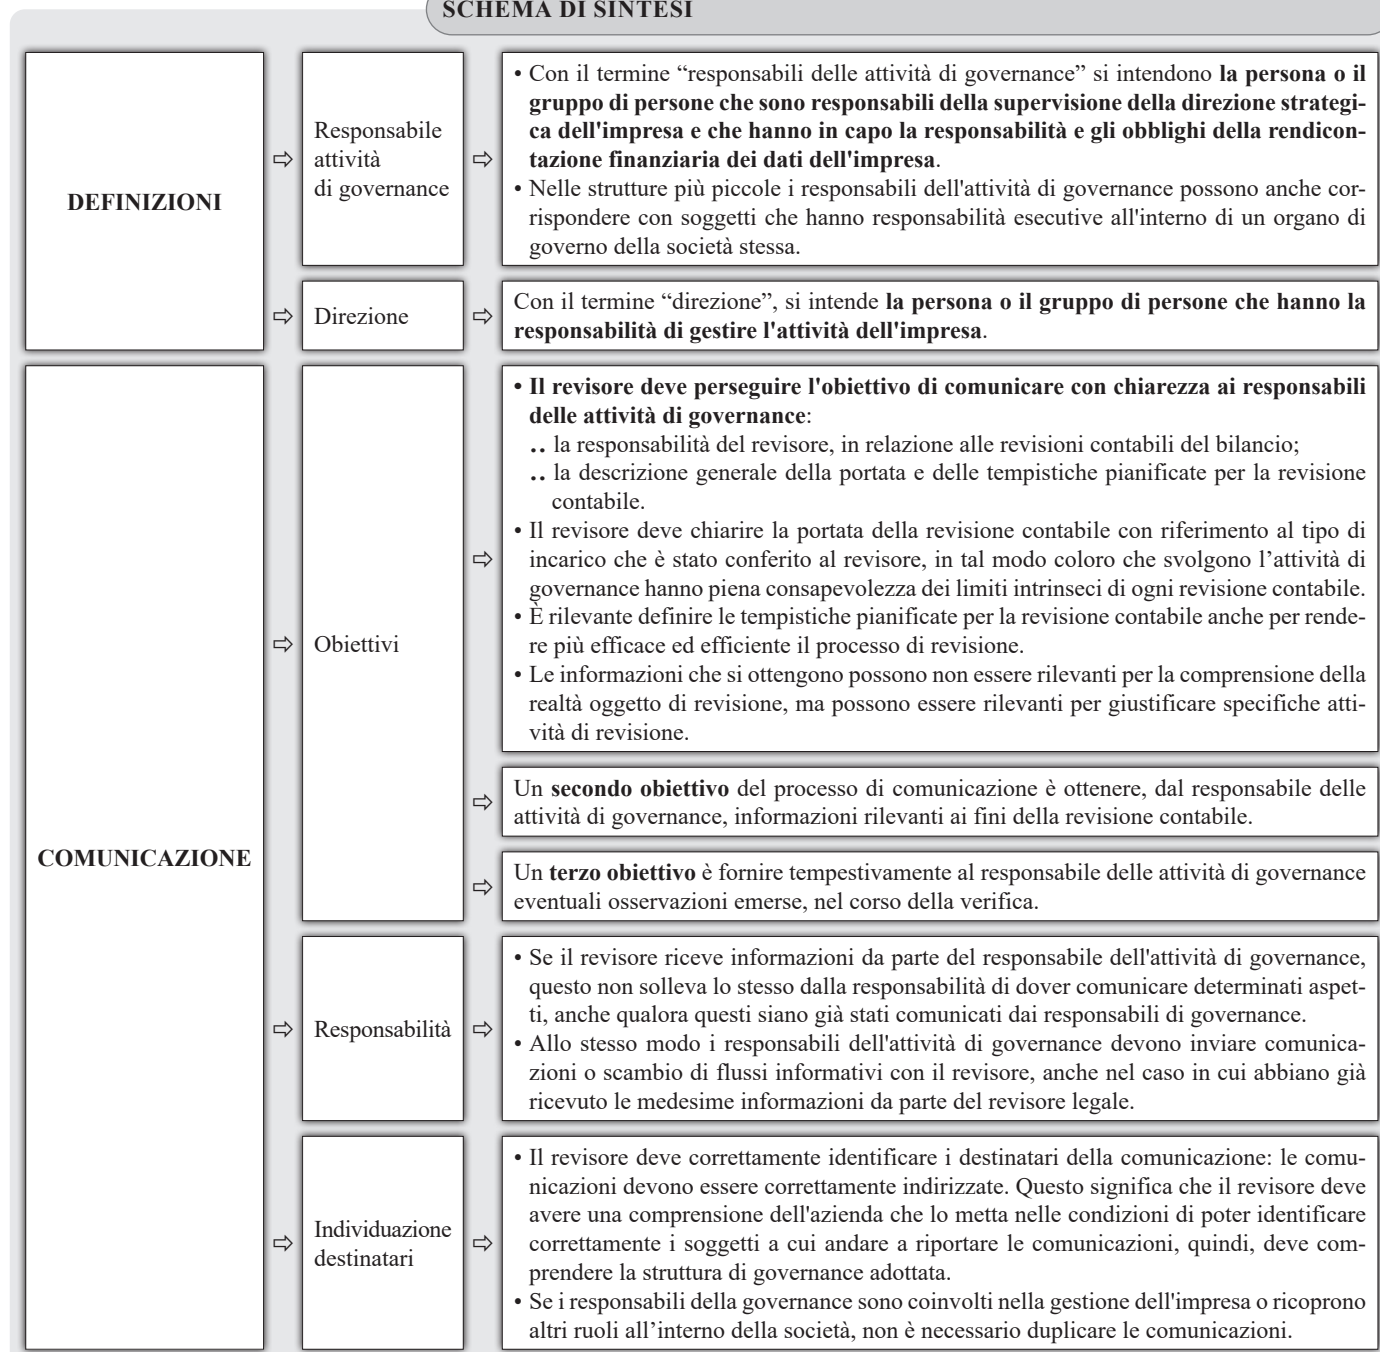 SCHEMA DI SINTESI
DEFINIZIONI
⇨
Responsabile
attività
di governance
⇨
• Con il termine “responsabili delle attività di governance” si intendono la persona o il
gruppo di persone che sono responsabili della supervisione della direzione strategi-
ca dell'impresa e che hanno in capo la responsabilità e gli obblighi della rendicon-
tazione finanziaria dei dati dell'impresa.
• Nelle strutture più piccole i responsabili dell'attività di governance possono anche cor-
rispondere con soggetti che hanno responsabilità esecutive all'interno di un organo di
governo della società stessa.
⇨
Direzione
⇨
Con il termine “direzione”, si intende la persona o il gruppo di persone che hanno la
responsabilità di gestire l'attività dell'impresa.
COMUNICAZIONE
⇨
Obiettivi
⇨
• Il revisore deve perseguire l'obiettivo di comunicare con chiarezza ai responsabili
delle attività di governance:
.. la responsabilità del revisore, in relazione alle revisioni contabili del bilancio;
.. la descrizione generale della portata e delle tempistiche pianificate per la revisione
contabile.
• Il revisore deve chiarire la portata della revisione contabile con riferimento al tipo di
incarico che è stato conferito al revisore, in tal modo coloro che svolgono l’attività di
governance hanno piena consapevolezza dei limiti intrinseci di ogni revisione contabile.
• È rilevante definire le tempistiche pianificate per la revisione contabile anche per rende-
re più efficace ed efficiente il processo di revisione.
• Le informazioni che si ottengono possono non essere rilevanti per la comprensione della
realtà oggetto di revisione, ma possono essere rilevanti per giustificare specifiche atti-
vità di revisione.
⇨
Un secondo obiettivo del processo di comunicazione è ottenere, dal responsabile delle
attività di governance, informazioni rilevanti ai fini della revisione contabile.
⇨
Un terzo obiettivo è fornire tempestivamente al responsabile delle attività di governance
eventuali osservazioni emerse, nel corso della verifica.
⇨
Responsabilità
⇨
• Se il revisore riceve informazioni da parte del responsabile dell'attività di governance,
questo non solleva lo stesso dalla responsabilità di dover comunicare determinati aspet-
ti, anche qualora questi siano già stati comunicati dai responsabili di governance.
• Allo stesso modo i responsabili dell'attività di governance devono inviare comunica-
zioni o scambio di flussi informativi con il revisore, anche nel caso in cui abbiano già
ricevuto le medesime informazioni da parte del revisore legale.
⇨
Individuazione
destinatari
⇨
• Il revisore deve correttamente identificare i destinatari della comunicazione: le comu-
nicazioni devono essere correttamente indirizzate. Questo significa che il revisore deve
avere una comprensione dell'azienda che lo metta nelle condizioni di poter identificare
correttamente i soggetti a cui andare a riportare le comunicazioni, quindi, deve com-
prendere la struttura di governance adottata.
• Se i responsabili della governance sono coinvolti nella gestione dell'impresa o ricoprono
altri ruoli all’interno della società, non è necessario duplicare le comunicazioni.